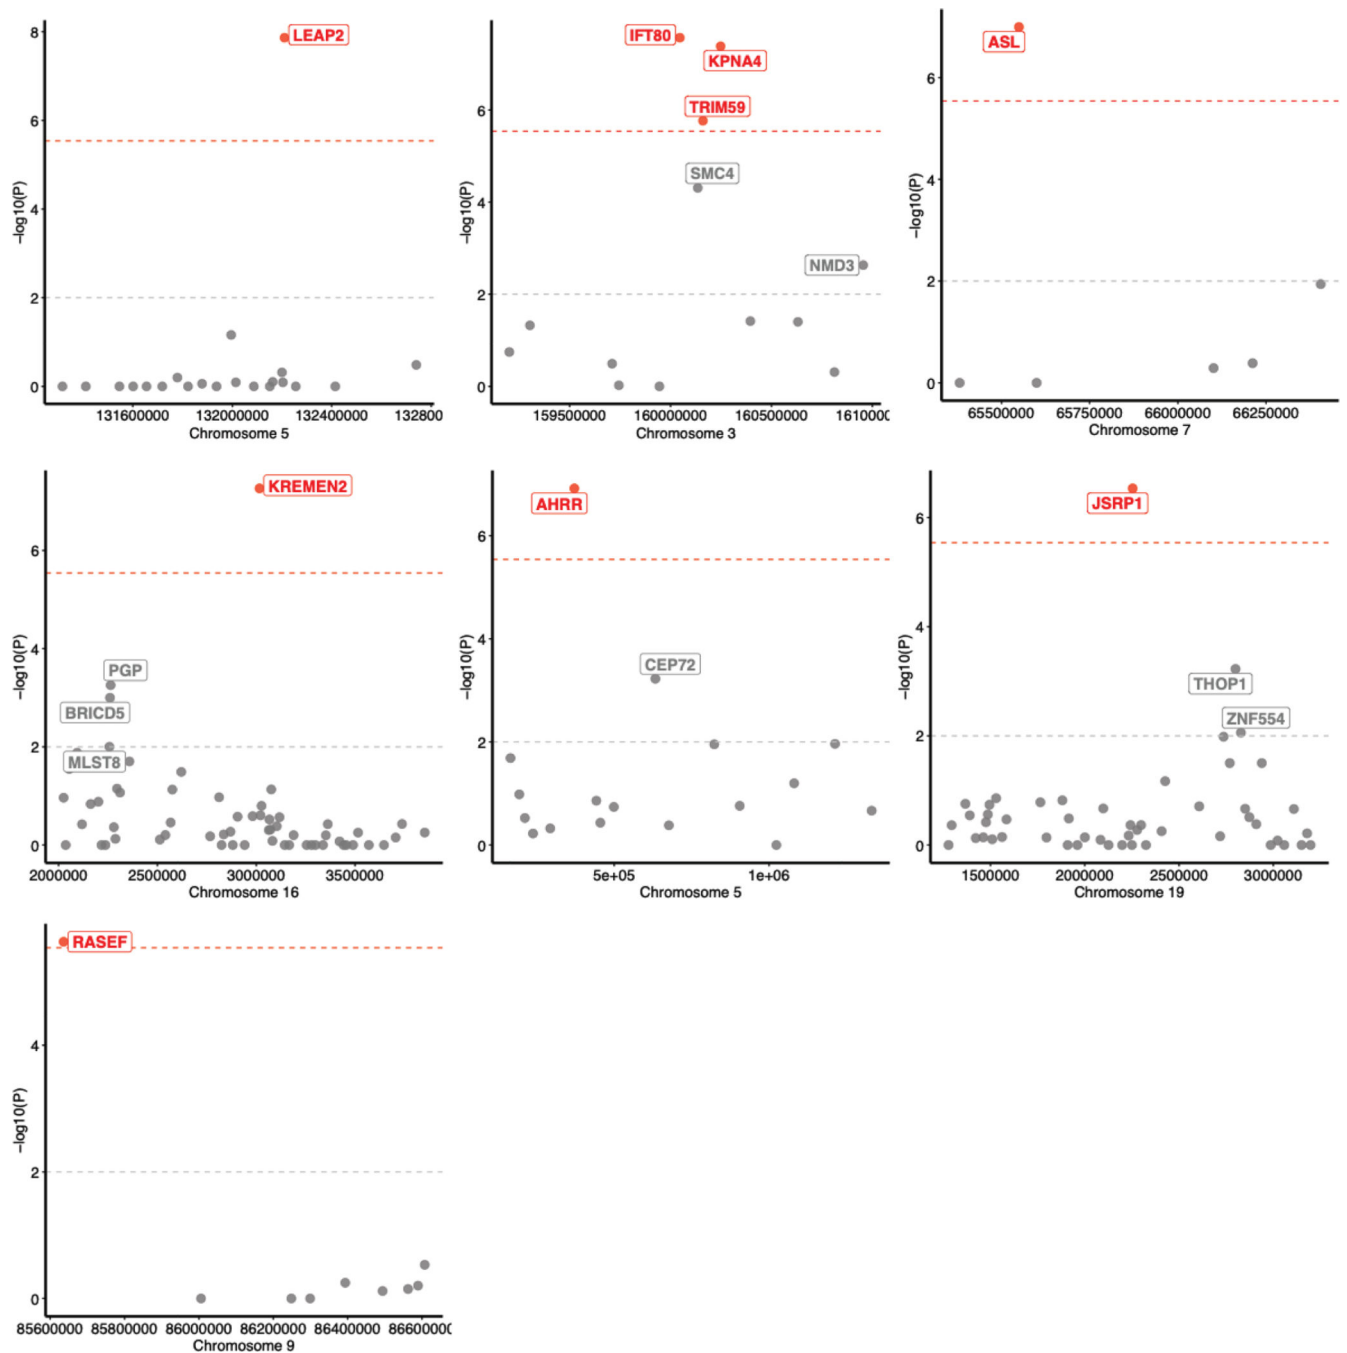 LEAP2
8
6
4
2
0
−log10(P)
131600000 132000000 132400000 132800
Chromosome 5
IFT80
KPNA4
TRIM59
SMC4
NMD3
6
4
2
0
−log10(P)
159500000 160000000 160500000 161000
Chromosome 3
ASL
6
4
2
0
−log10(P)
65500000 65750000 66000000 66250000
Chromosome 7
KREMEN2
PGP
BRICD5
MLST8
6
4
2
0
−log10(P)
2000000 2500000 3000000 3500000
Chromosome 16
AHRR
CEP72
6
4
2
0
−log10(P)
5e+05 1e+06
Chromosome 5
JSRP1
THOP1
ZNF554
6
4
2
0
−log10(P)
1500000 2000000 2500000 3000000
Chromosome 19
RASEF
4
2
0
−log10(P)
85600000 85800000 86000000 86200000 86400000 8660000
Chromosome 9